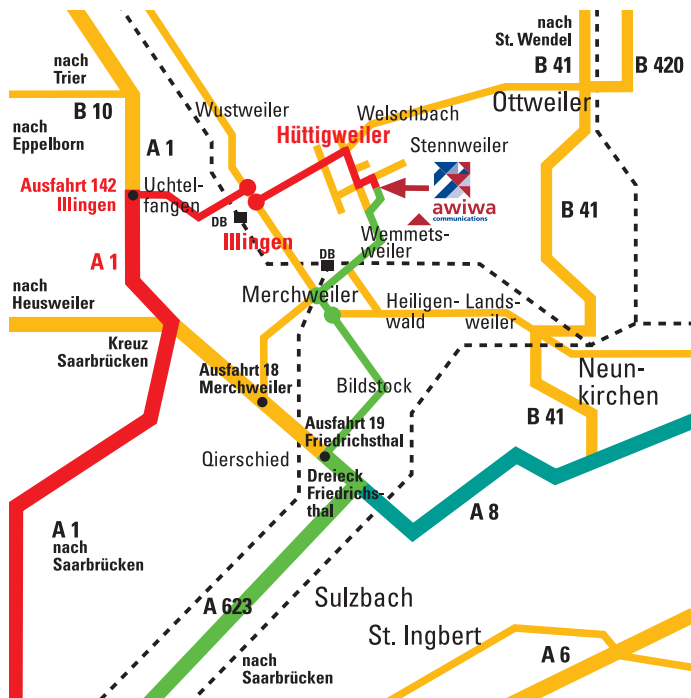 nach
St. Wendel
nach
Trier
B 41
B 420
B 10
Wustweiler
Welschbach
Ottweiler
nach
Eppelborn
A 1
Hüttigweiler
Stennweiler
Ausfahrt 142
Illingen
Uchtel-
fangen
awiwa
communications
DB
Illingen
B 41
Wemmets-
weiler
A 1
DB
nach
Heusweiler
Merchweiler
Heiligen-
wald
Lands-
weiler
Kreuz
Saarbrücken
Ausfahrt 18
Merchweiler
Bildstock
Neun-
kirchen
Ausfahrt 19
Friedrichsthal
B 41
Qierschied
Dreieck
Friedrichs-
thal
A 8
A 1
nach
Saarbrücken
A 623
Sulzbach
St. Ingbert
A 6
nach
Saarbrücken